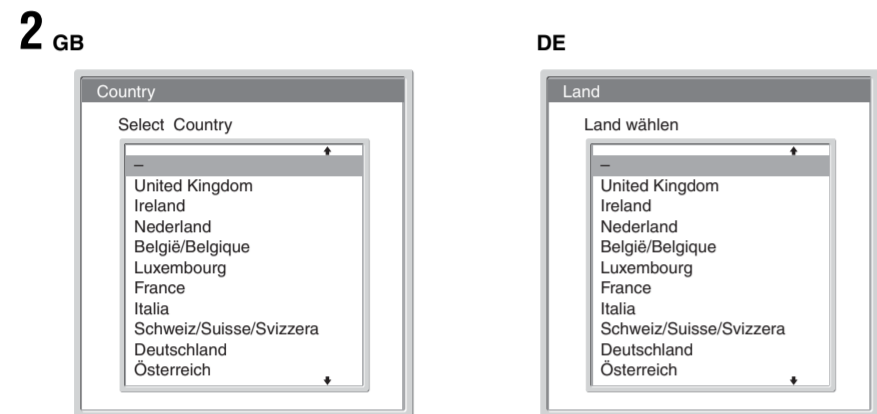 2 GB
Country
Select Country
–
United Kingdom
Ireland
Nederland
België/Belgique
Luxembourg
France
Italia
Schweiz/Suisse/Svizzera
Deutschland
Österreich
DE
Land
Land wählen
–
United Kingdom
Ireland
Nederland
België/Belgique
Luxembourg
France
Italia
Schweiz/Suisse/Svizzera
Deutschland
Österreich